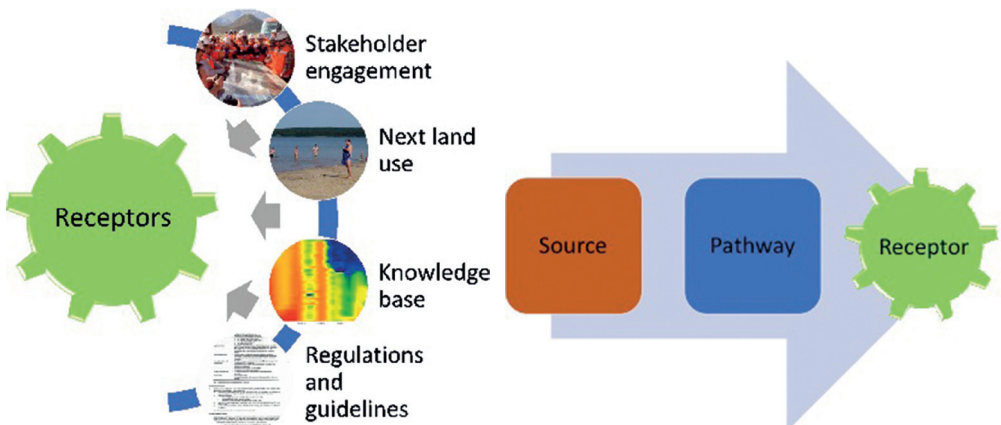 Stakeholder
engagement
Next land
use
Receptors
Knowledge
base
Regulations
and
guidelines
Source
Pathway
Receptor